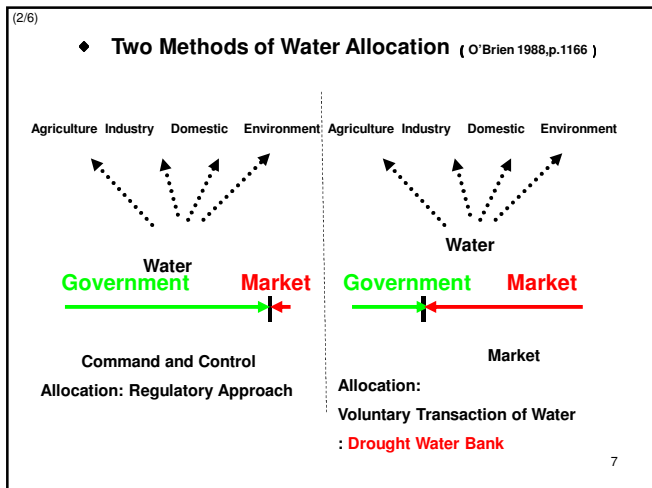 (2/6)
◆ Two Methods of Water Allocation ( O'Brien 1988,p.1166 )
Agriculture Industry Domestic Environment
Water
Government Market
Command and Control
Allocation: Regulatory Approach
Agriculture Industry Domestic Environment
Water
Government Market
Market
Allocation:
Voluntary Transaction of Water
: Drought Water Bank
7